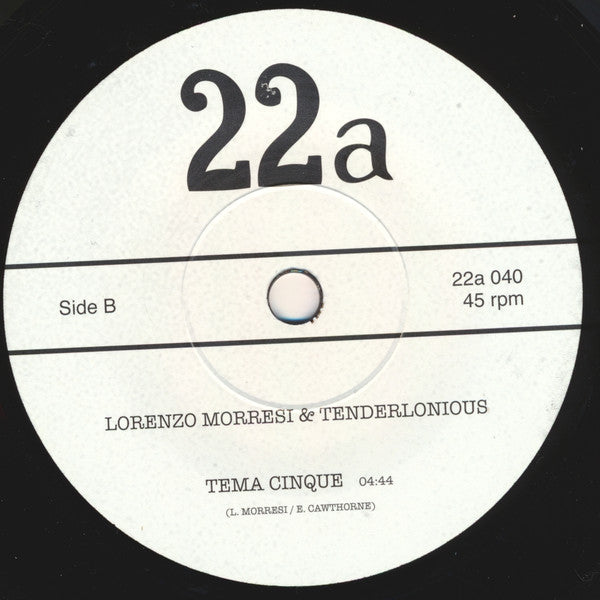 22a
Side B
22a 040
45 rpm
LORENZO MORRESI & TENDERLONIOUS
TEMA CINQUE 04:44
(L. MORRESI / E. CAWTHORNE)